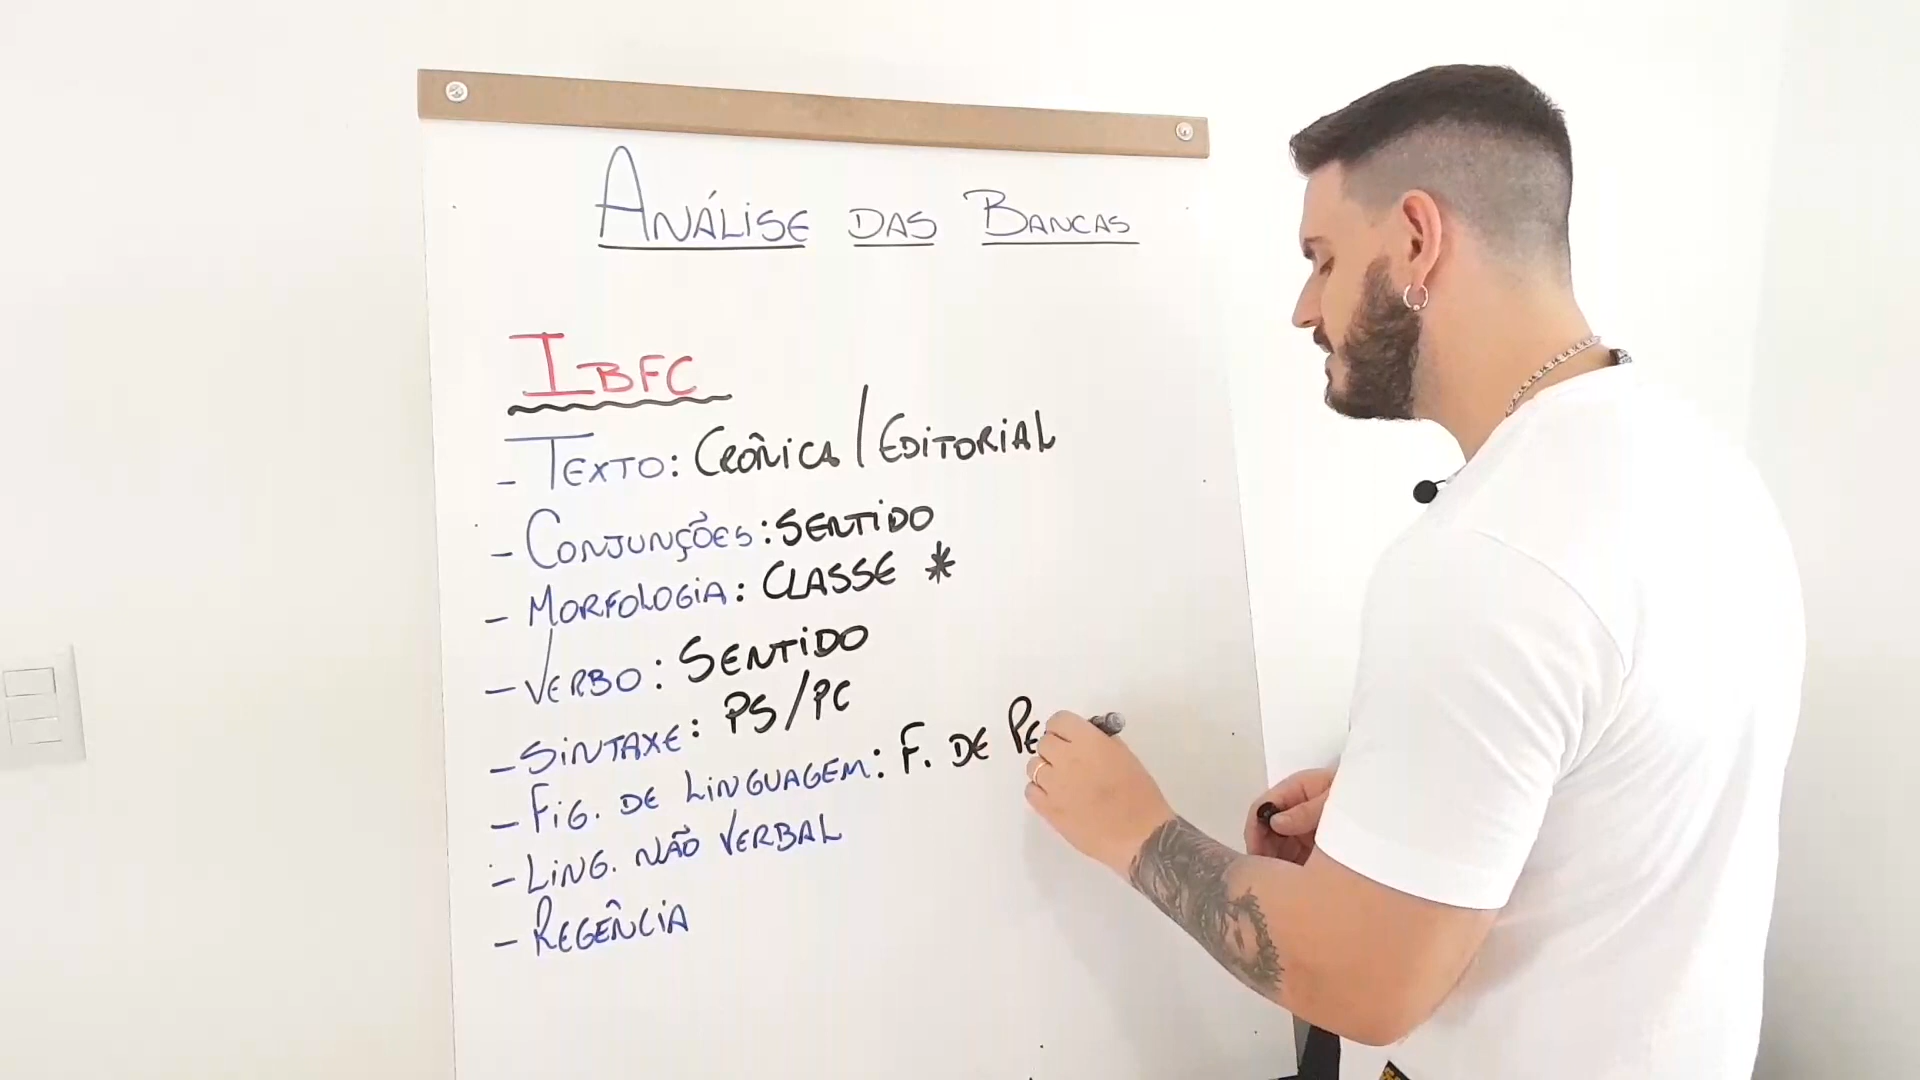 ANÁLISE DAS BANCAS
IBFC
- TEXTO: CRÔNICA / EDITORIAL
- CONJUNÇÕES: SENTIDO
- MORFOLOGIA: CLASSE *
- VERBO: SENTIDO
- SINTAXE: PS/PC
- FIG. DE LINGUAGEM: F. DE PE
- LING. NÃO VERBAL
- REGÊNCIA